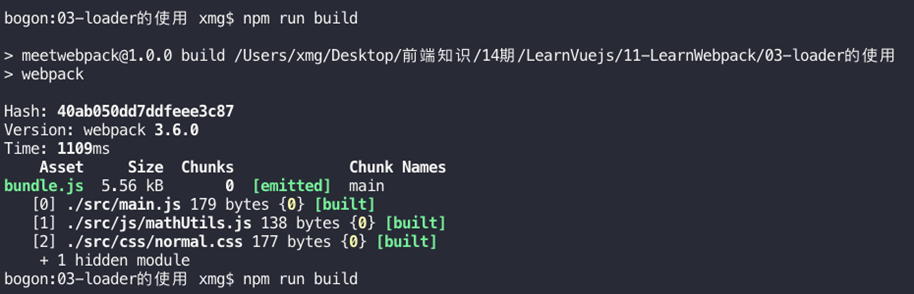 bogon:03-loader的使用 xmg$ npm run build
> meetwebpack@1.0.0 build /Users/xmg/Desktop/前端知识/14期/LearnVuejs/11-LearnWebpack/03-loader的使用
> webpack
Hash: 40ab050dd7ddfeee3c87
Version: webpack 3.6.0
Time: 1109ms
Asset Size Chunks Chunk Names
bundle.js 5.56 kB 0 [emitted] main
[0] ./src/main.js 179 bytes {0} [built]
[1] ./src/js/mathUtils.js 138 bytes {0} [built]
[2] ./src/css/normal.css 177 bytes {0} [built]
+ 1 hidden module
bogon:03-loader的使用 xmg$ npm run build